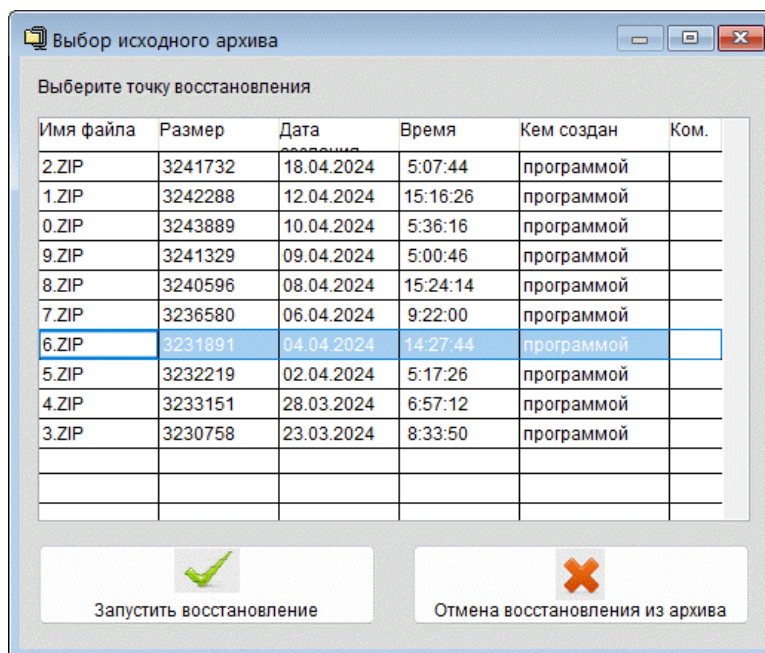 Выбор исходного архива
Выберите точку восстановления
Имя файла Размер Дата Время Кем создан Ком.
2.ZIP 3241732 18.04.2024 5:07:44 программой
1.ZIP 3242288 12.04.2024 15:16:26 программой
0.ZIP 3243889 10.04.2024 5:36:16 программой
9.ZIP 3241329 09.04.2024 5:00:46 программой
8.ZIP 3240596 08.04.2024 15:24:14 программой
7.ZIP 3236580 06.04.2024 9:22:00 программой
6.ZIP 3231891 04.04.2024 14:27:44 программой
5.ZIP 3232219 02.04.2024 5:17:26 программой
4.ZIP 3233151 28.03.2024 6:57:12 программой
3.ZIP 3230758 23.03.2024 8:33:50 программой
Запустить восстановление Отмена восстановления из архива